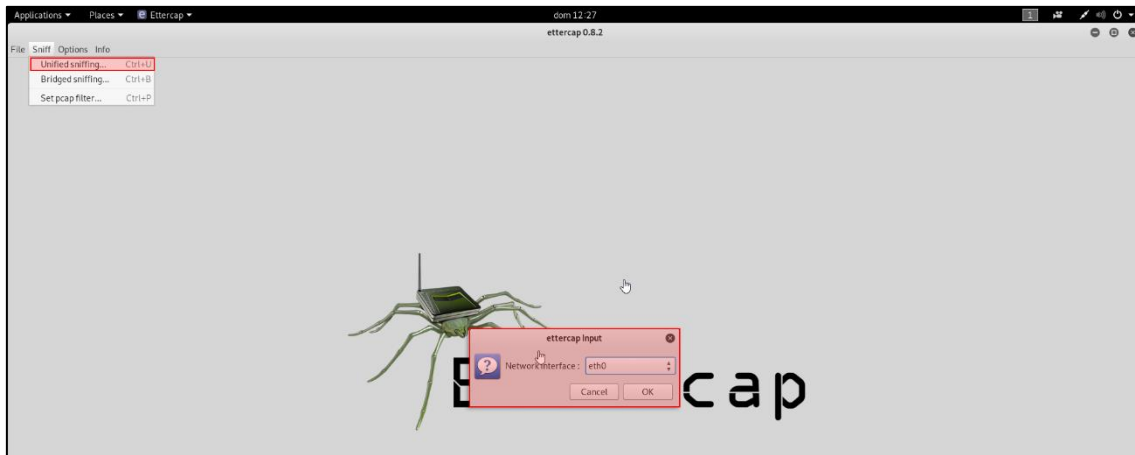 Applications Places Ettercap dom 12:27 1
ettercap 0.8.2
File Sniff Options Info
Unified sniffing... Ctrl+U
Bridged sniffing... Ctrl+B
Set pcap filter... Ctrl+P
ettercap Input
Network interface : eth0
Cancel OK
E cap